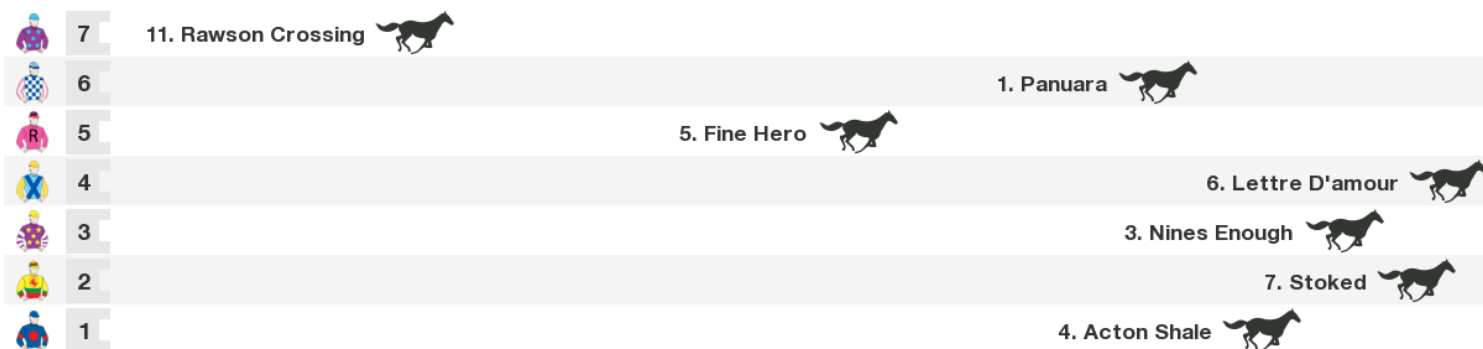 7 11. Rawson Crossing
6 1. Panuara
R 5 5. Fine Hero
4 6. Lettre D'amour
3 3. Nines Enough
2 7. Stoked
1 4. Acton Shale